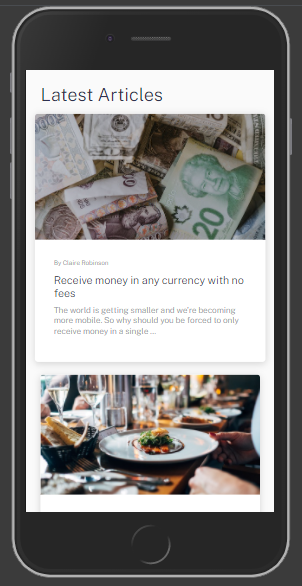 Latest Articles
20
By Claire Robinson
Receive money in any currency with no
fees
The world is getting smaller and we're becoming
more mobile. So why should you be forced to only
receive money in a single ...